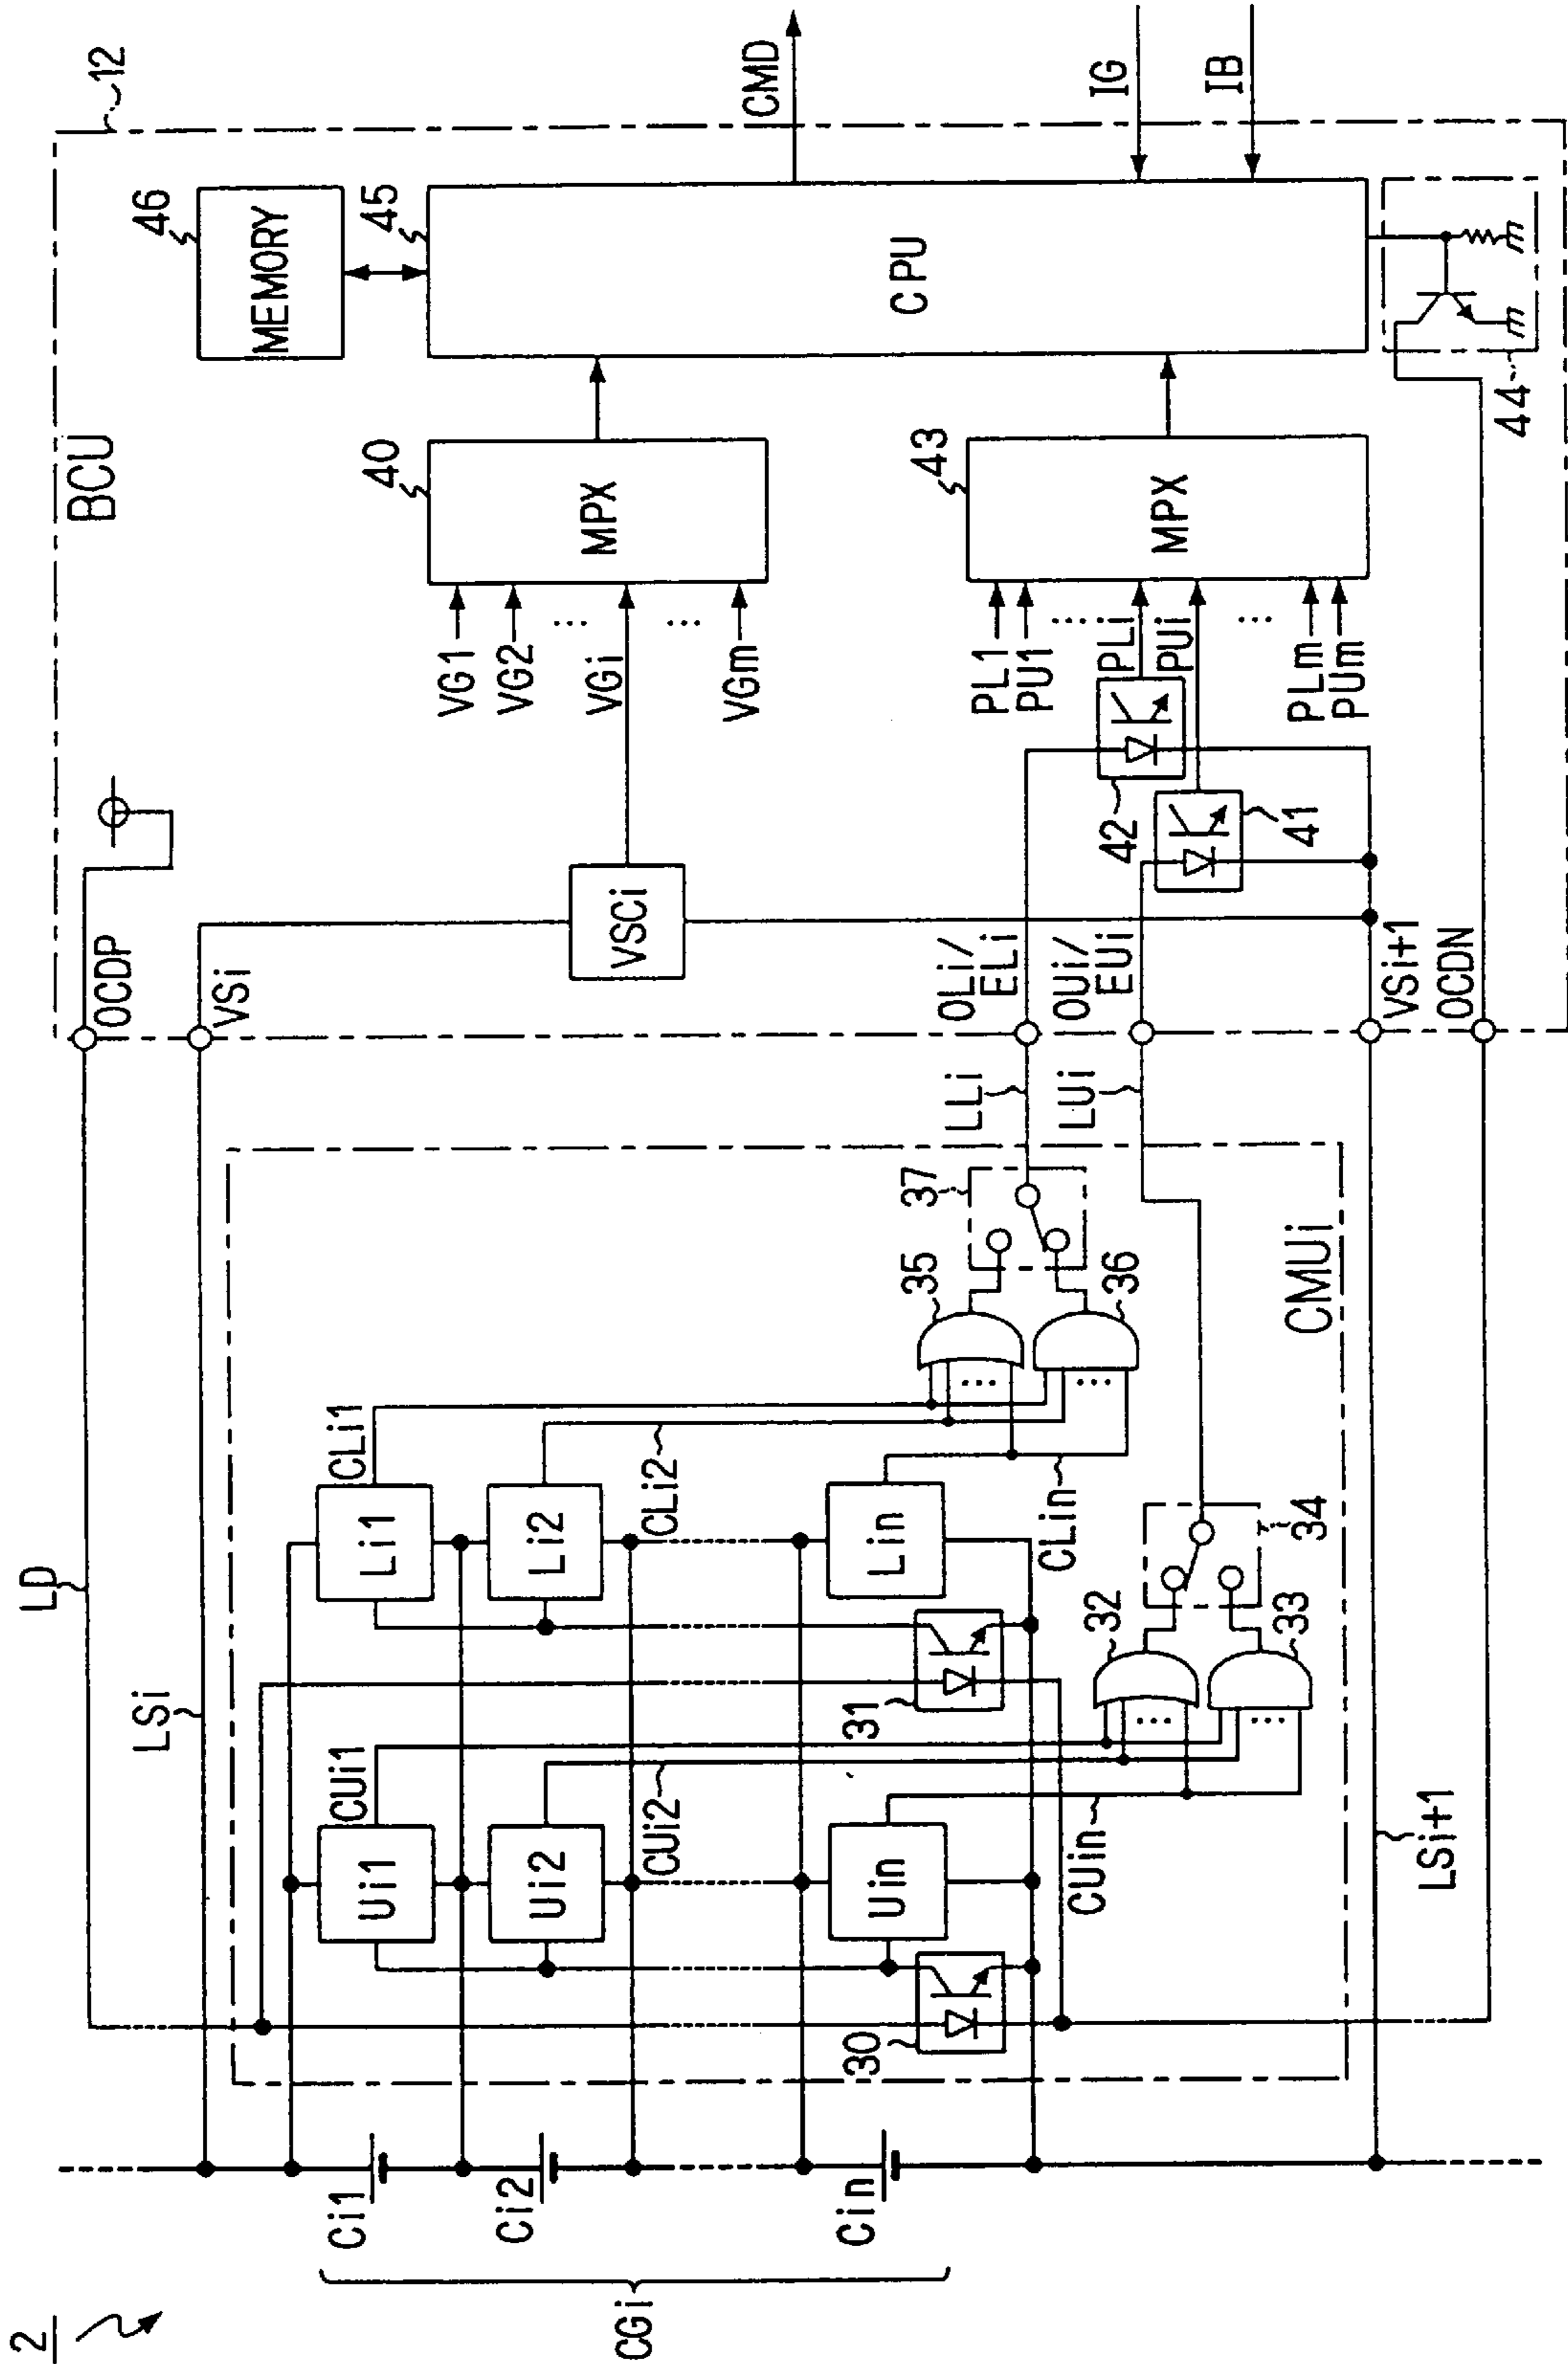 2
CGi
Ci1
Ci2
Cin
LD
LSi
CUi1
Ui1
Ui2
CUi2
Uin
CUin
30
31
CLi1
Li1
Li2
CLi2
Lin
CLin
32
33
34
35
36
37
CMUi
LSi+1
LLi
LUi
OCDP
VSi
OLi/
ELi
OUi/
EUi
VSi+1
OCDN
BCU
12
VSCi
VG1
VG2
...
VGi
...
VGm
40
MPX
42
41
PL1
PU1
...
PLi
PUi
...
PLm
PUm
43
MPX
46
MEMORY
45
CPU
44
CMD
IG
IB